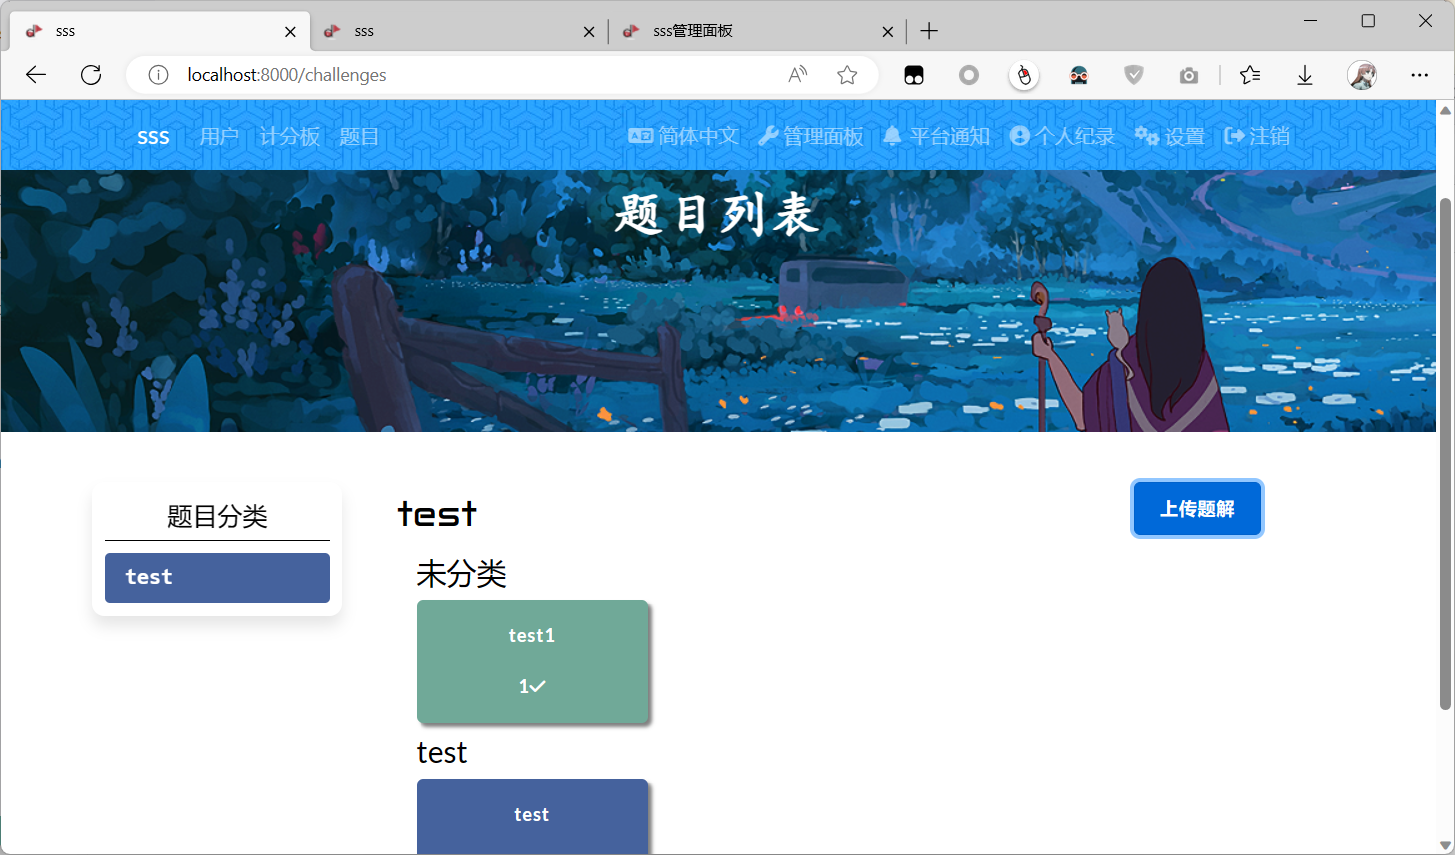 sss
sss
sss管理面板
localhost:8000/challenges
sss 用户 计分板 题目 简体中文 管理面板 平台通知 个人纪录 设置 注销
题目列表
题目分类
test
test
上传题解
未分类
test1
1
test
test